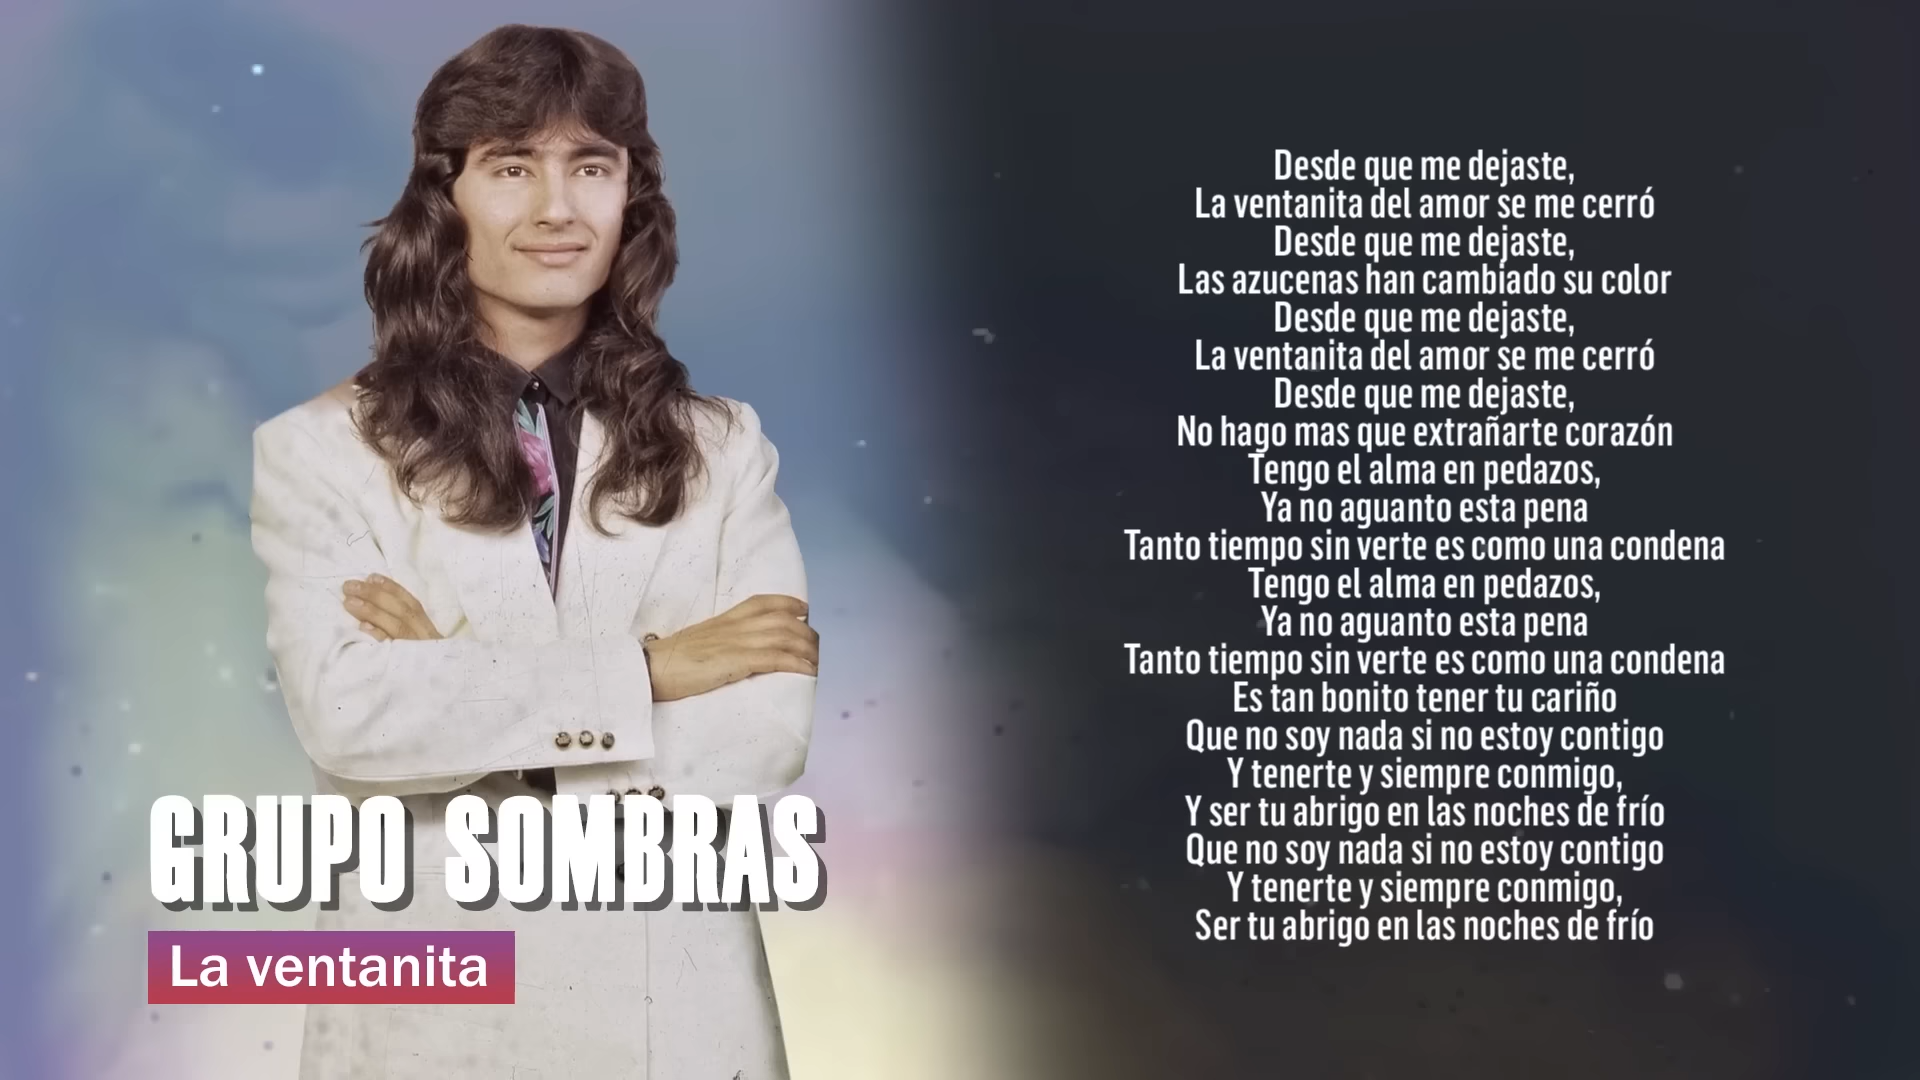 GRUPO SOMBRAS
La ventanita
Desde que me dejaste,
La ventanita del amor se me cerró
Desde que me dejaste,
Las azucenas han cambiado su color
Desde que me dejaste,
La ventanita del amor se me cerró
Desde que me dejaste,
No hago mas que extrañarte corazón
Tengo el alma en pedazos,
Ya no aguanto esta pena
Tanto tiempo sin verte es como una condena
Tengo el alma en pedazos,
Ya no aguanto esta pena
Tanto tiempo sin verte es como una condena
Es tan bonito tener tu cariño
Que no soy nada si no estoy contigo
Y tenerte y siempre conmigo,
Y ser tu abrigo en las noches de frío
Que no soy nada si no estoy contigo
Y tenerte y siempre conmigo,
Ser tu abrigo en las noches de frío